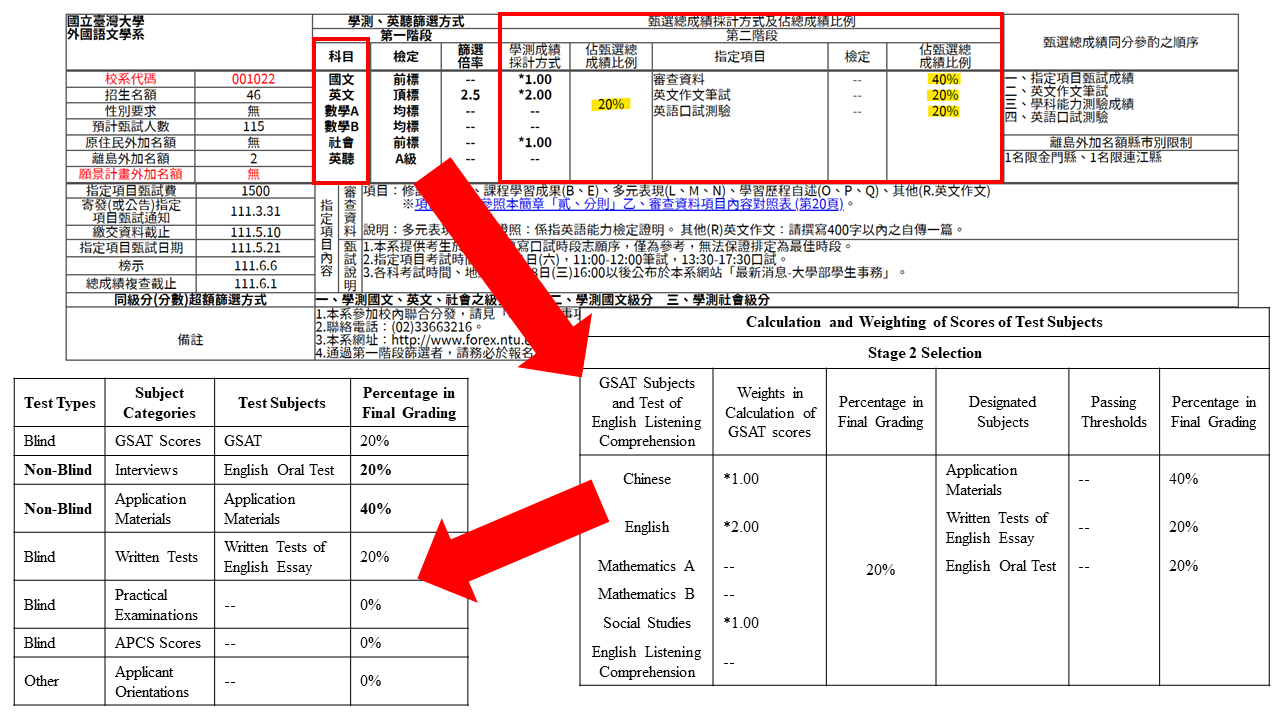 國立臺灣大學
外國語文學系
學測、英聽篩選方式
甄選總成績採計方式及佔總成績比例
甄選總成績同分參酌之順序
第一階段
第二階段
科目 檢定 篩選倍率 學測成績採計方式 佔甄選總成績比例 指定項目 檢定 佔甄選總成績比例
校系代碼 001022 國文 前標 -- *1.00 20% 審查資料 -- 40% 一、指定項目甄試成績
招生名額 46 英文 頂標 2.5 *2.00 英文作文筆試 -- 20% 二、英文作文筆試
性別要求 無 數學A 均標 -- -- 英語口試測驗 -- 20% 三、學科能力測驗成績
預計甄試人數 115 數學B 均標 -- -- 四、英語口試測驗
原住民外加名額 無 社會 前標 -- *1.00 離島外加名額縣市別限制
離島外加名額 2 英聽 A級 -- -- 1名限金門縣、1名限連江縣
願景計畫外加名額 無
指定項目甄試費 1500
寄發(或公告)指定項目甄試通知 111.3.31
繳交資料截止 111.5.10
指定項目甄試日期 111.5.21
榜示 111.6.6
總成績複查截止 111.6.1
指定項目內容
審查資料
項目：修 、課程學習成果(B、E)、多元表現(L、M、N)、學習歷程自述(O、P、Q)、其他(R.英文作文)
※項 參照本簡章「貳、分則」乙、審查資料項目內容對照表 (第20頁)。
說明：多元表 證照：係指英語能力檢定證明。 其他(R)英文作文：請撰寫400字以內之自傳一篇。
甄試說明
1.本系提供考生於 寫口試時段志願序，僅為參考，無法保證排定為最佳時段。
2.指定項目考試時 日(六)，11:00-12:00筆試，13:30-17:30口試。
3.各科考試時間、地 日(三)16:00以後公布於本系網站「最新消息-大學部學生事務」。
同級分(分數)超額篩選方式 一、學測國文、英文、社會之級 二、學測國文級分 三、學測社會級分
備註
1.本系參加校內聯合分發，請見「 事項
2.聯絡電話：(02)33663216。
3.本系網址：http://www.forex.ntu.
4.通過第一階段篩選者，請務必於報名
Calculation and Weighting of Scores of Test Subjects
Stage 2 Selection
GSAT Subjects and Test of English Listening Comprehension
Weights in Calculation of GSAT scores
Percentage in Final Grading
Designated Subjects
Passing Thresholds
Percentage in Final Grading
Chinese *1.00 20% Application Materials -- 40%
English *2.00 Written Tests of English Essay -- 20%
Mathematics A -- English Oral Test -- 20%
Mathematics B --
Social Studies *1.00
English Listening Comprehension --
Test Types Subject Categories Test Subjects Percentage in Final Grading
Blind GSAT Scores GSAT 20%
Non-Blind Interviews English Oral Test 20%
Non-Blind Application Materials Application Materials 40%
Blind Written Tests Written Tests of English Essay 20%
Blind Practical Examinations -- 0%
Blind APCS Scores -- 0%
Other Applicant Orientations -- 0%